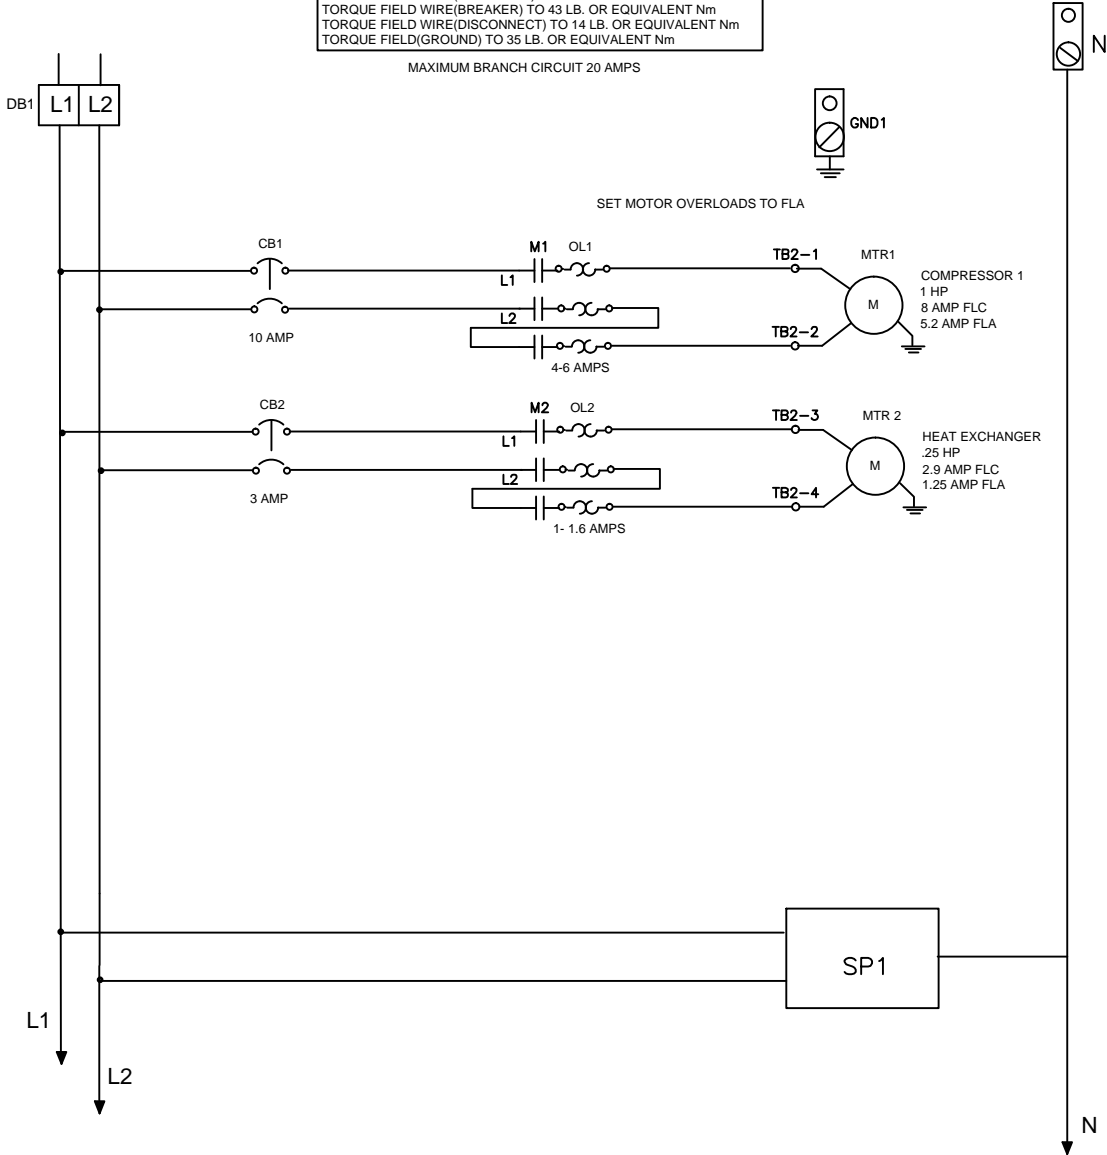 TORQUE FIELD WIRE(BREAKER) TO 43 LB. OR EQUIVALENT Nm
TORQUE FIELD WIRE(DISCONNECT) TO 14 LB. OR EQUIVALENT Nm
TORQUE FIELD(GROUND) TO 35 LB. OR EQUIVALENT Nm
N
MAXIMUM BRANCH CIRCUIT 20 AMPS
DB1 L1 L2
GND1
SET MOTOR OVERLOADS TO FLA
CB1
M1 OL1
TB2-1
MTR1
L1
COMPRESSOR 1
1 HP
8 AMP FLC
5.2 AMP FLA
M
L2
10 AMP
TB2-2
4-6 AMPS
CB2
M2 OL2
TB2-3
MTR 2
L1
HEAT EXCHANGER
.25 HP
2.9 AMP FLC
1.25 AMP FLA
M
L2
3 AMP
TB2-4
1- 1.6 AMPS
SP1
L1
L2
N